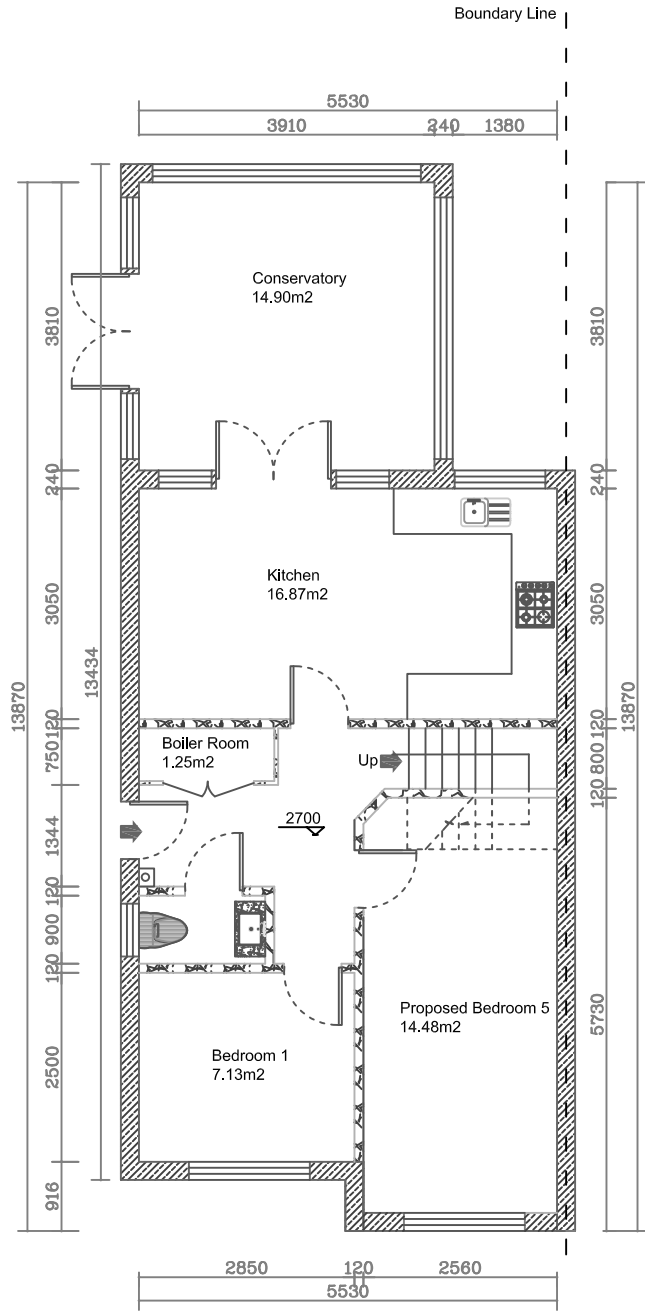 Boundary Line
5530
3910 240 1380
Conservatory
14.90m2
3810
3810
240
240
Kitchen
16.87m2
3050
3050
13870
13434
13870
120
120
Boiler Room
1.25m2
750
800
Up
120
2700
1344
120
900
120
Proposed Bedroom 5
14.48m2
5730
Bedroom 1
7.13m2
2500
916
2850 120 2560
5530